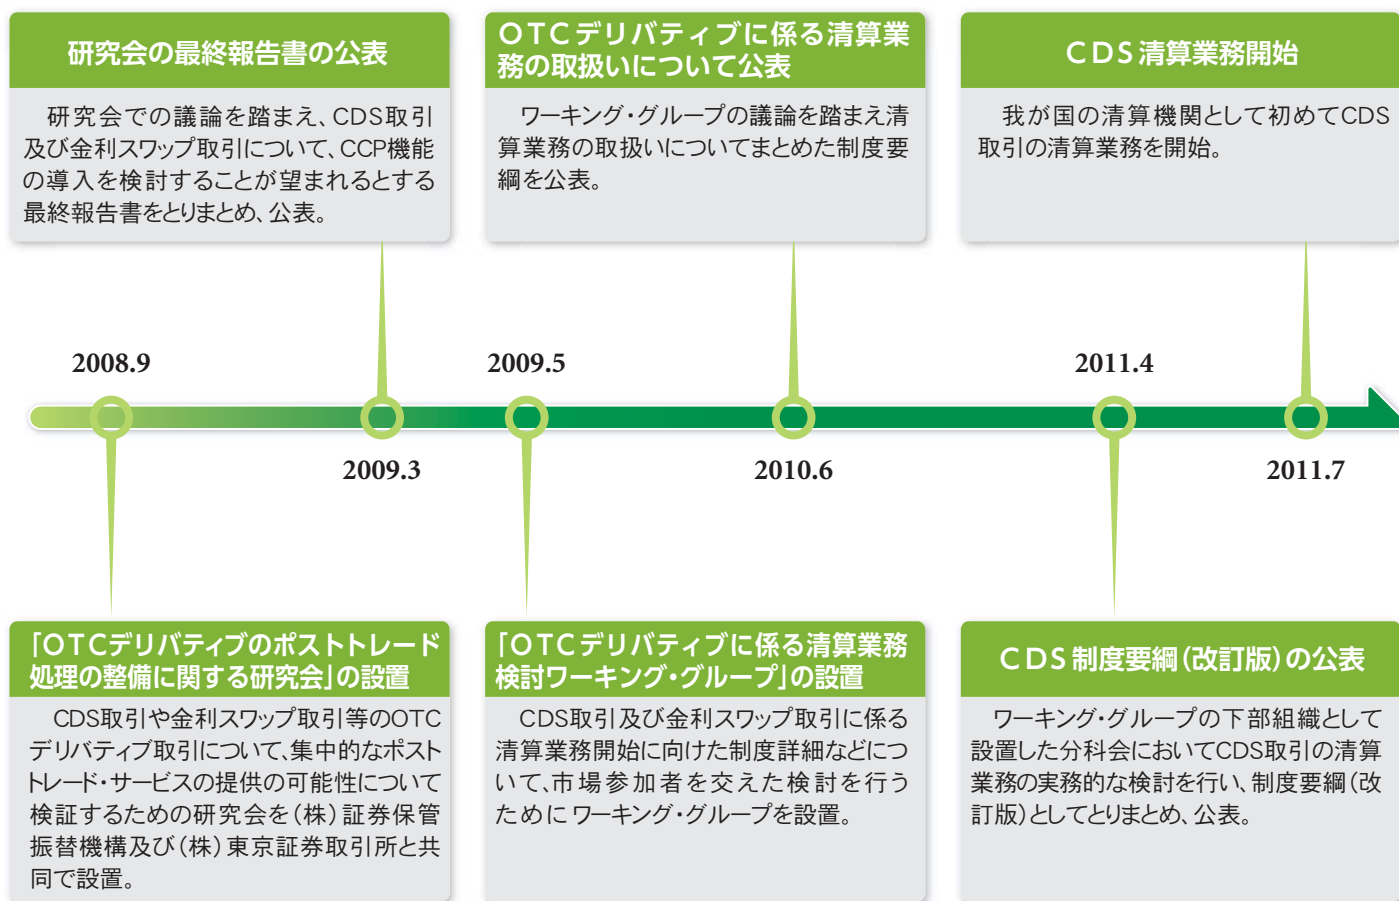 研究会の最終報告書の公表
研究会での議論を踏まえ、CDS取引
及び金利スワップ取引について、CCP機能
の導入を検討することが望まれるとする
最終報告書をとりまとめ、公表。
OTCデリバティブに係る清算業
務の取扱いについて公表
ワーキング・グループの議論を踏まえ清
算業務の取扱いについてまとめた制度要
綱を公表。
CDS清算業務開始
我が国の清算機関として初めてCDS
取引の清算業務を開始。
2008.9
2009.5
2011.4
2009.3
2010.6
2011.7
「OTCデリバティブのポストトレード
処理の整備に関する研究会」の設置
CDS取引や金利スワップ取引等のOTC
デリバティブ取引について、集中的なポスト
トレード・サービスの提供の可能性について
検証するための研究会を(株)証券保管
振替機構及び(株)東京証券取引所と共
同で設置。
「OTCデリバティブに係る清算業務
検討ワーキング・グループ」の設置
CDS取引及び金利スワップ取引に係る
清算業務開始に向けた制度詳細などにつ
いて、市場参加者を交えた検討を行う
ためにワーキング・グループを設置。
CDS制度要綱(改訂版)の公表
ワーキング・グループの下部組織として
設置した分科会においてCDS取引の清算
業務の実務的な検討を行い、制度要綱(改
訂版)としてとりまとめ、公表。